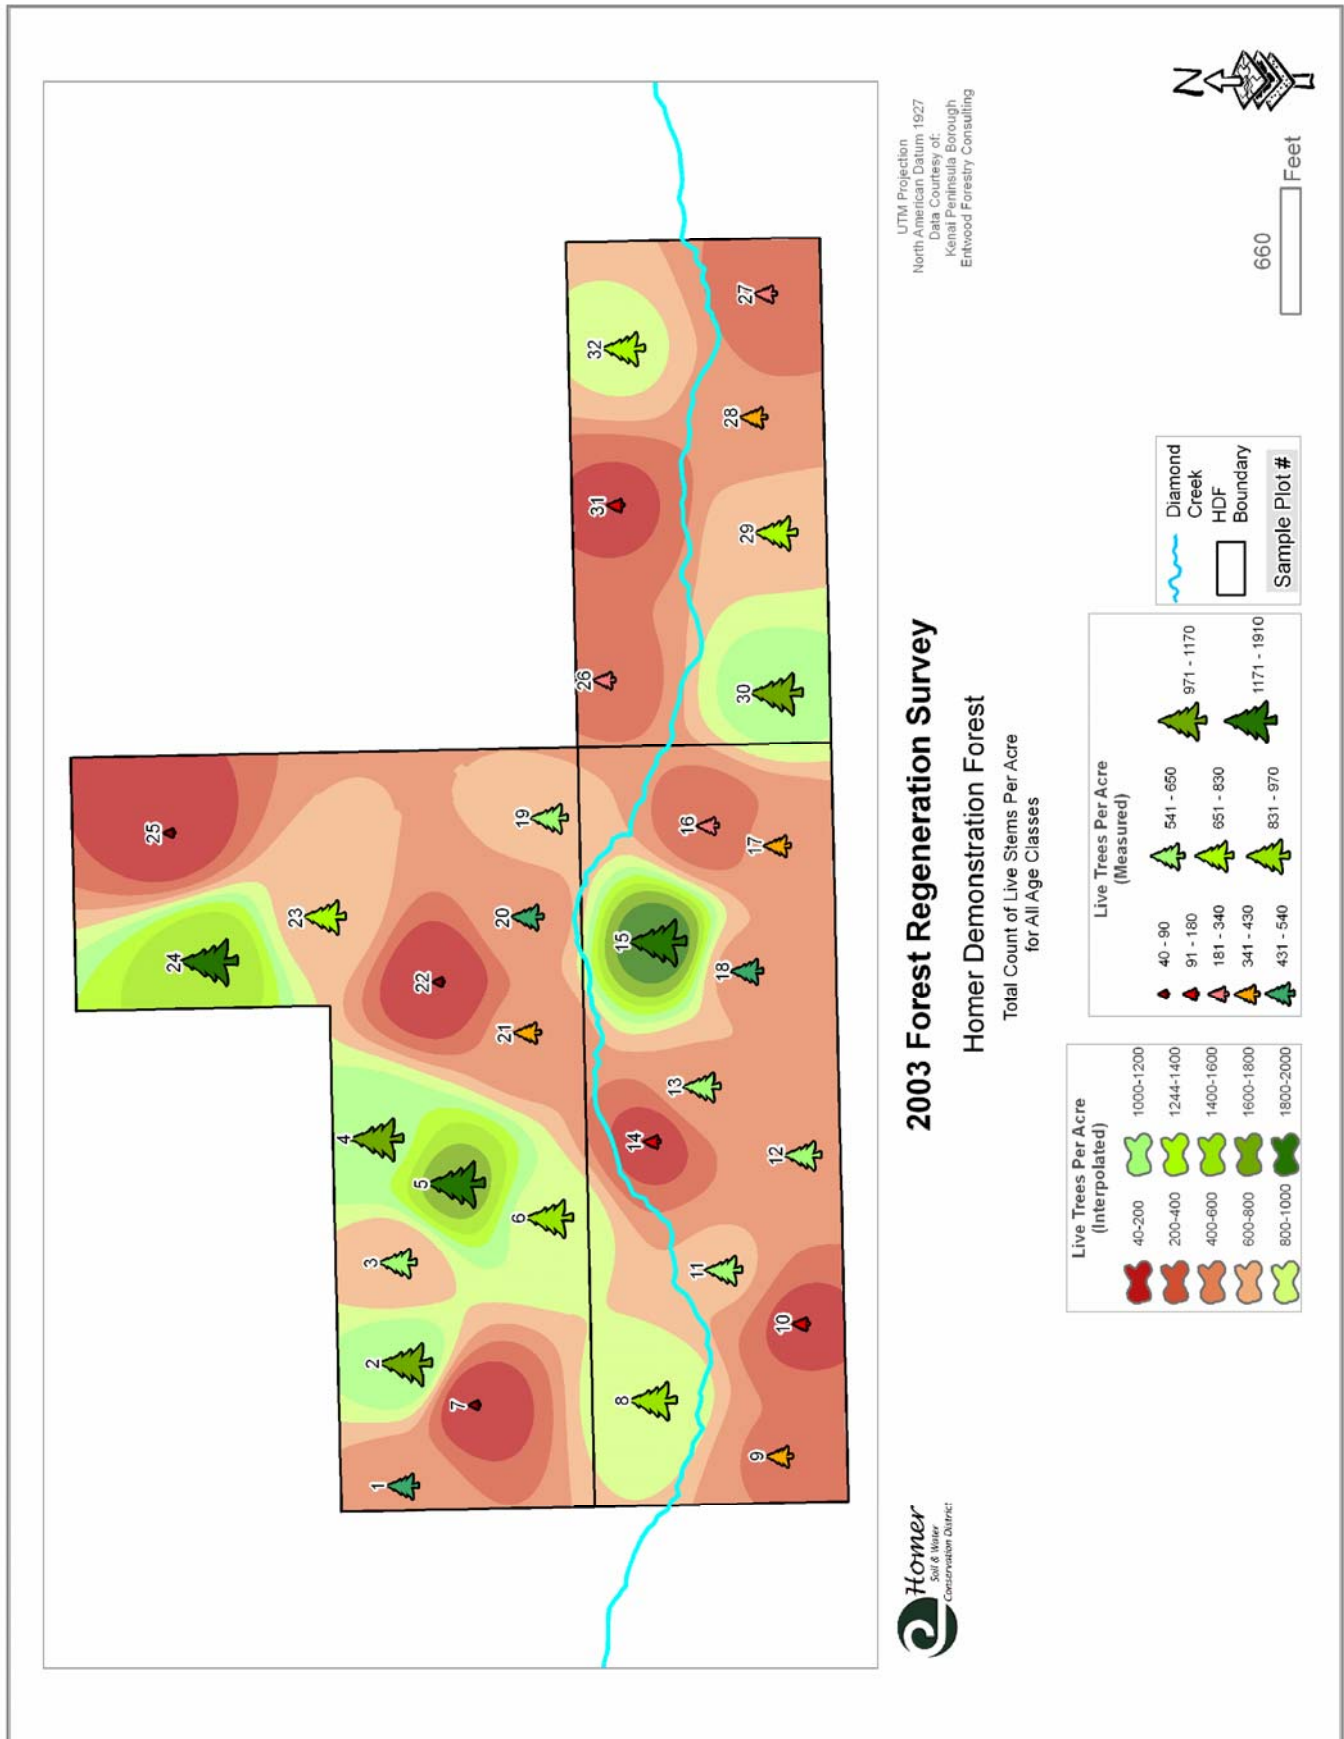 25
24
23
22
19
20
21
4
5
6
3
2
7
1
32
31
26
27
28
29
30
16
17
15
18
13
14
12
11
10
8
9
Homer
Soil & Water
Conservation District
2003 Forest Regeneration Survey
Homer Demonstration Forest
Total Count of Live Stems Per Acre
for All Age Classes
UTM Projection
North American Datum 1927
Data Courtesy of:
Kenai Peninsula Borough
Entwood Forestry Consulting
Live Trees Per Acre
(Interpolated)
40-200
200-400
400-600
600-800
800-1000
1000-1200
1244-1400
1400-1600
1600-1800
1800-2000
Live Trees Per Acre
(Measured)
40 - 90
91 - 180
181 - 340
341 - 430
431 - 540
541 - 650
651 - 830
831 - 970
971 - 1170
1171 - 1910
Diamond
Creek
HDF
Boundary
Sample Plot #
N
660
Feet